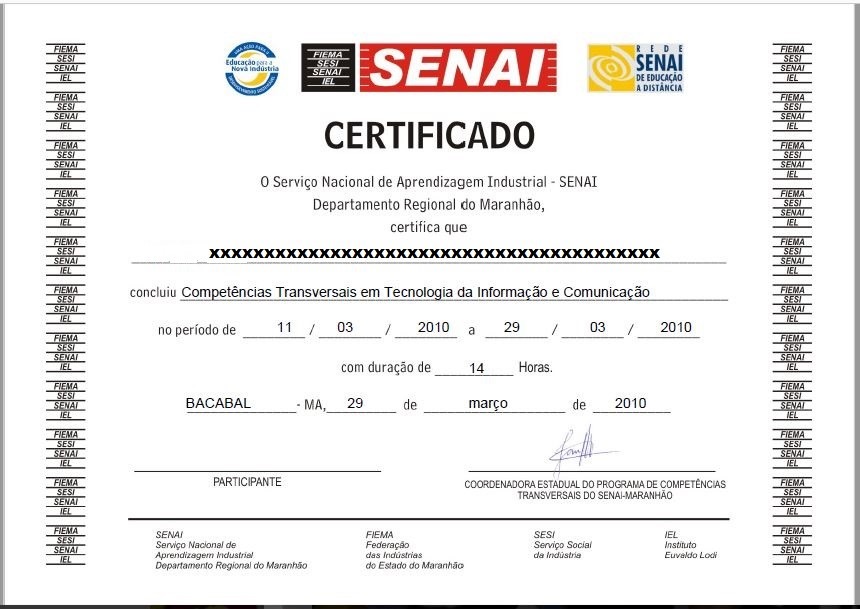 UMA AÇÃO PARA O
Educação para a
Nova Indústria
FIEMA
SESI
SENAI
IEL
SENAI
REDE
SENAI
DE EDUCAÇÃO
A DISTÂNCIA
CERTIFICADO
O Serviço Nacional de Aprendizagem Industrial - SENAI
Departamento Regional do Maranhão,
certifica que
xxxxxxxxxxxxxxxxxxxxxxxxxxxxxxxxxxxxxxxxx
concluiu Competências Transversais em Tecnologia da Informação e Comunicação
no período de 11 / 03 / 2010 a 29 / 03 / 2010
com duração de 14 Horas.
BACABAL - MA, 29 de março de 2010
PARTICIPANTE
COORDENADORA ESTADUAL DO PROGRAMA DE COMPETÊNCIAS
TRANSVERSAIS DO SENAI-MARANHÃO
SENAI
Serviço Nacional de
Aprendizagem Industrial
Departamento Regional do Maranhão
FIEMA
Federação
das Indústrias
do Estado do Maranhão
SESI
Serviço Social
da Indústria
IEL
Instituto
Euvaldo Lodi
FIEMA
SESI
SENAI
IEL
FIEMA
SESI
SENAI
IEL
FIEMA
SESI
SENAI
IEL
FIEMA
SESI
SENAI
IEL
FIEMA
SESI
SENAI
IEL
FIEMA
SESI
SENAI
IEL
FIEMA
SESI
SENAI
IEL
FIEMA
SESI
SENAI
IEL
FIEMA
SESI
SENAI
IEL
FIEMA
SESI
SENAI
IEL
FIEMA
SESI
SENAI
IEL
FIEMA
SESI
SENAI
IEL
FIEMA
SESI
SENAI
IEL
FIEMA
SESI
SENAI
IEL
FIEMA
SESI
SENAI
IEL
FIEMA
SESI
SENAI
IEL
FIEMA
SESI
SENAI
IEL
FIEMA
SESI
SENAI
IEL
FIEMA
SESI
SENAI
IEL
FIEMA
SESI
SENAI
IEL
FIEMA
SESI
SENAI
IEL
FIEMA
SESI
SENAI
IEL